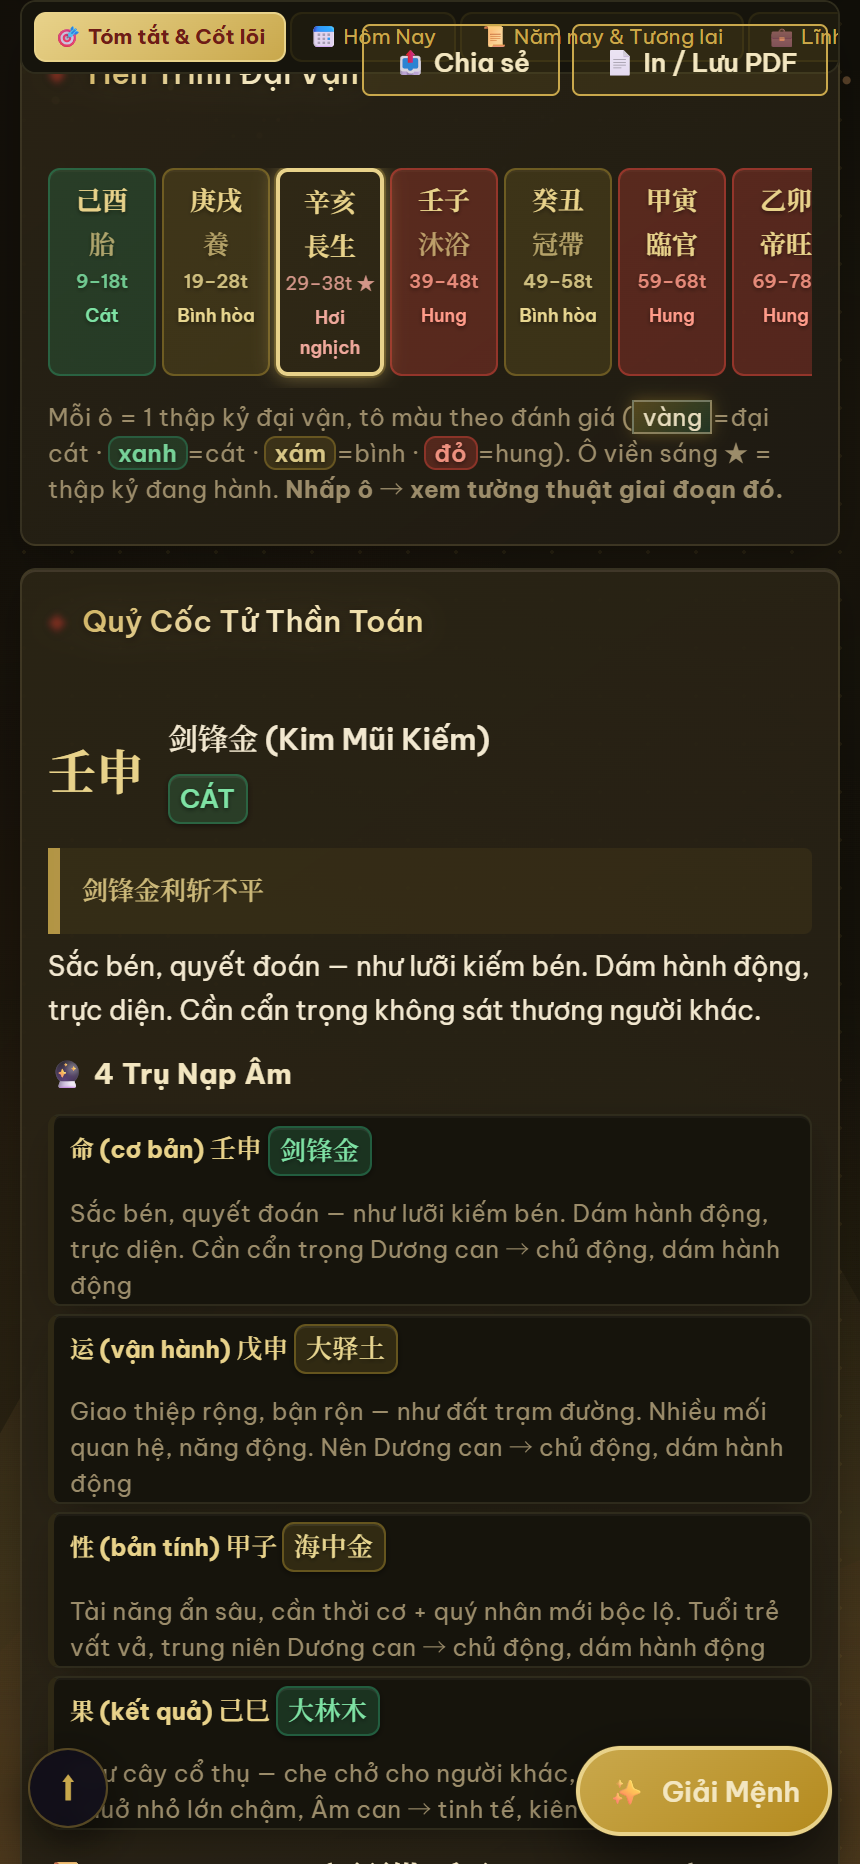 🎯 Tóm tắt & Cốt lõi
Hôm Nay
📜 Năm nay & Tương lai
💼 Lĩnh
Tiến Trình Đại Vận
Chia sẻ
In / Lưu PDF
己酉
胎
9–18t
Cát
庚戌
養
19–28t
Bình hòa
辛亥
長生
29–38t ★
Hơi
nghịch
壬子
沐浴
39–48t
Hung
癸丑
冠帶
49–58t
Bình hòa
甲寅
臨官
59–68t
Hung
乙卯
帝旺
69–78
Hung
Mỗi ô = 1 thập kỷ đại vận, tô màu theo đánh giá (vàng=đại
cát · xanh=cát · xám=bình · đỏ=hung). Ô viền sáng ★ =
thập kỷ đang hành. Nhấp ô → xem tường thuật giai đoạn đó.
Quỷ Cốc Tử Thần Toán
壬申
剑锋金 (Kim Mũi Kiếm)
CÁT
剑锋金利斩不平
Sắc bén, quyết đoán — như lưỡi kiếm bén. Dám hành động,
trực diện. Cần cẩn trọng không sát thương người khác.
🔮 4 Trụ Nạp Âm
命 (cơ bản) 壬申 剑锋金
Sắc bén, quyết đoán — như lưỡi kiếm bén. Dám hành động,
trực diện. Cần cẩn trọng Dương can → chủ động, dám hành
động
运 (vận hành) 戊申 大驿土
Giao thiệp rộng, bận rộn — như đất trạm đường. Nhiều mối
quan hệ, năng động. Nên Dương can → chủ động, dám hành
động
性 (bản tính) 甲子 海中金
Tài năng ẩn sâu, cần thời cơ + quý nhân mới bộc lộ. Tuổi trẻ
vất vả, trung niên Dương can → chủ động, dám hành động
果 (kết quả) 己巳 大林木
cây cổ thụ — che chở cho người khác,
nhỏ lớn chậm, Âm can → tinh tế, kiên
✨ Giải Mệnh